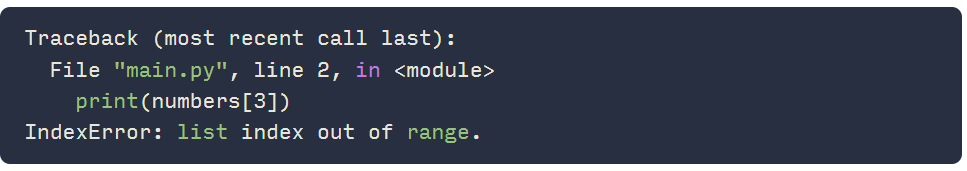 Traceback (most recent call last):
  File "main.py", line 2, in <module>
    print(numbers[3])
IndexError: list index out of range.